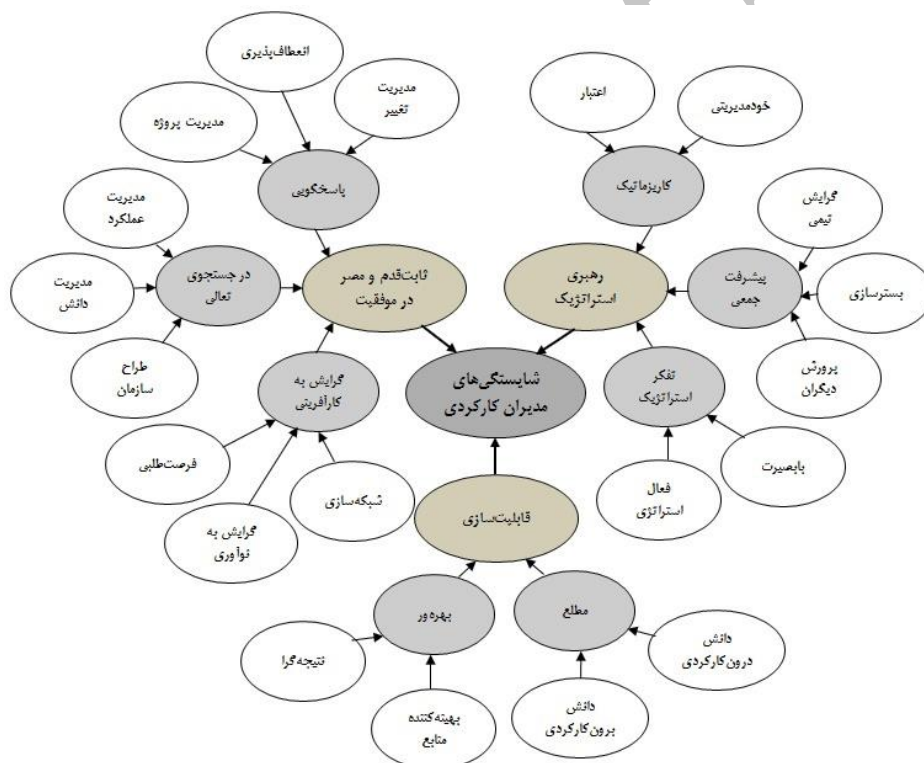 انعطاف‌پذیری
مدیریت
تغییر
مدیریت پروژه
پاسخگویی
اعتبار
خودمدیریتی
کاریزماتیک
مدیریت
عملکرد
مدیریت
دانش
طراح
سازمان
در جستجوی
تعالی
ثابت‌قدم و مصر
در موفقیت
رهبری
استراتژیک
پیشرفت
جمعی
گرایش
تیمی
بسترسازی
پرورش
دیگران
گرایش به
کارآفرینی
شایستگی‌های
مدیران کارکردی
تفکر
استراتژیک
فرصت‌طلبی
گرایش به
نوآوری
شبکه‌سازی
قابلیت‌سازی
فعال
استراتژی
بابصیرت
بهره‌ور
مطلع
نتیجه‌گرا
بهینه‌کننده
منابع
دانش
برون‌کارکردی
دانش
درون‌کارکردی